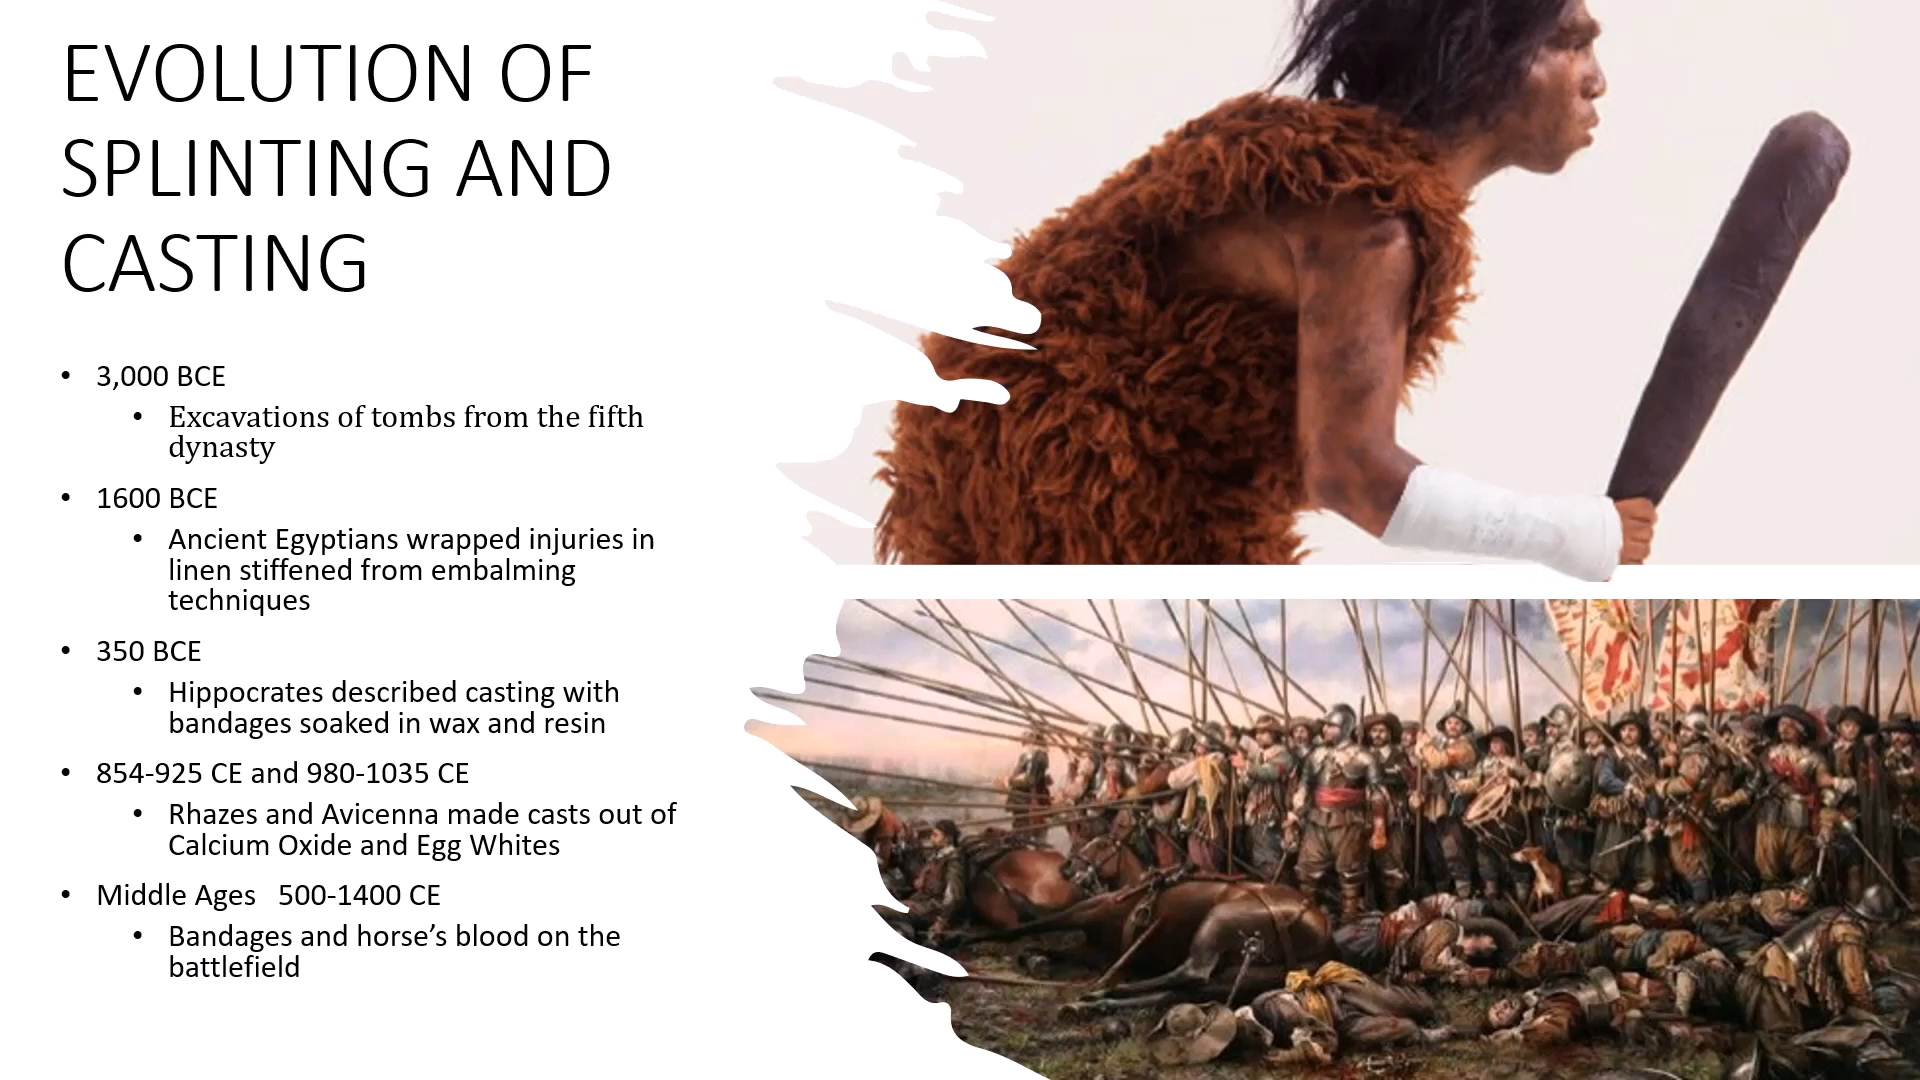 EVOLUTION OF
SPLINTING AND
CASTING
• 3,000 BCE
• Excavations of tombs from the fifth
dynasty
• 1600 BCE
• Ancient Egyptians wrapped injuries in
linen stiffened from embalming
techniques
• 350 BCE
• Hippocrates described casting with
bandages soaked in wax and resin
• 854-925 CE and 980-1035 CE
• Rhazes and Avicenna made casts out of
Calcium Oxide and Egg Whites
• Middle Ages 500-1400 CE
• Bandages and horse’s blood on the
battlefield